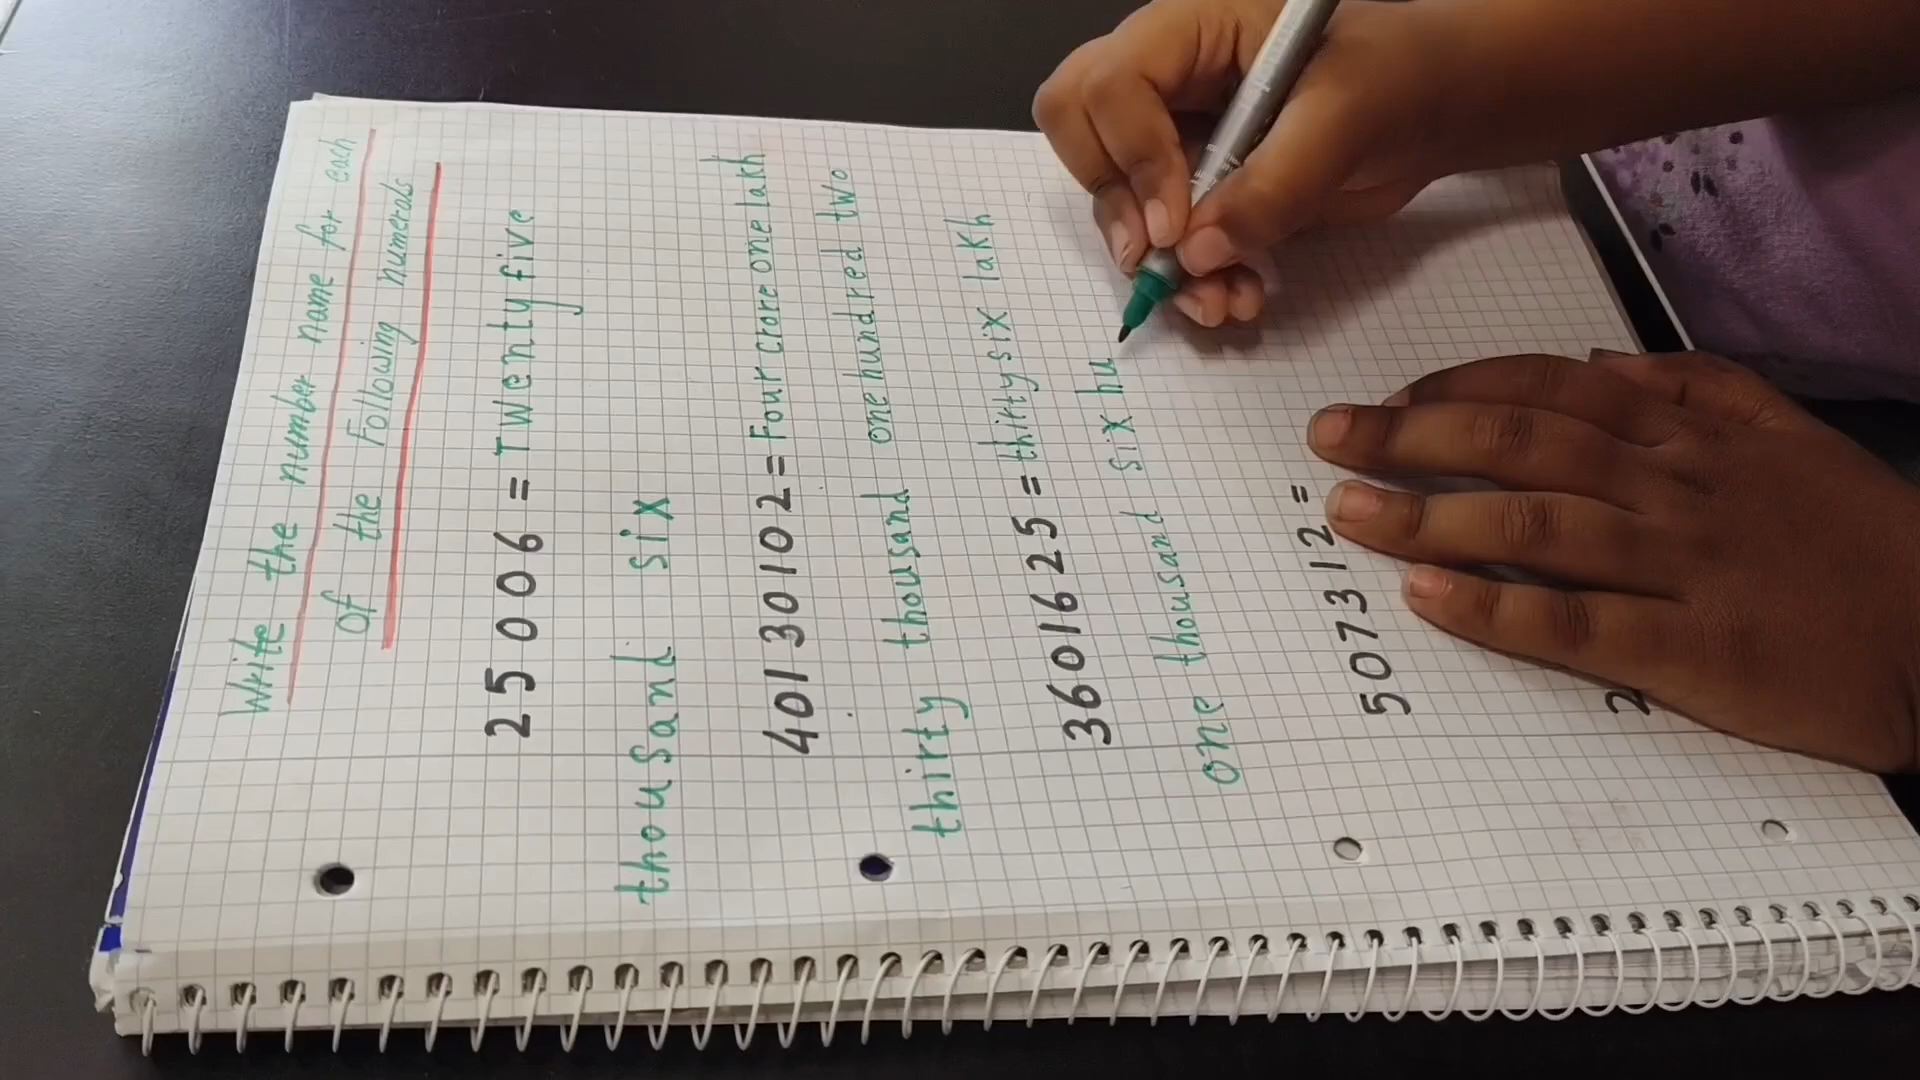 Write the number name for each
of the Following numerals
25006 = Twenty five
thousand six
40130102 = Four crore one lakh
thirty thousand one hundred two
3601625 = thirty six lakh
one thousand six hu
507312 =
2